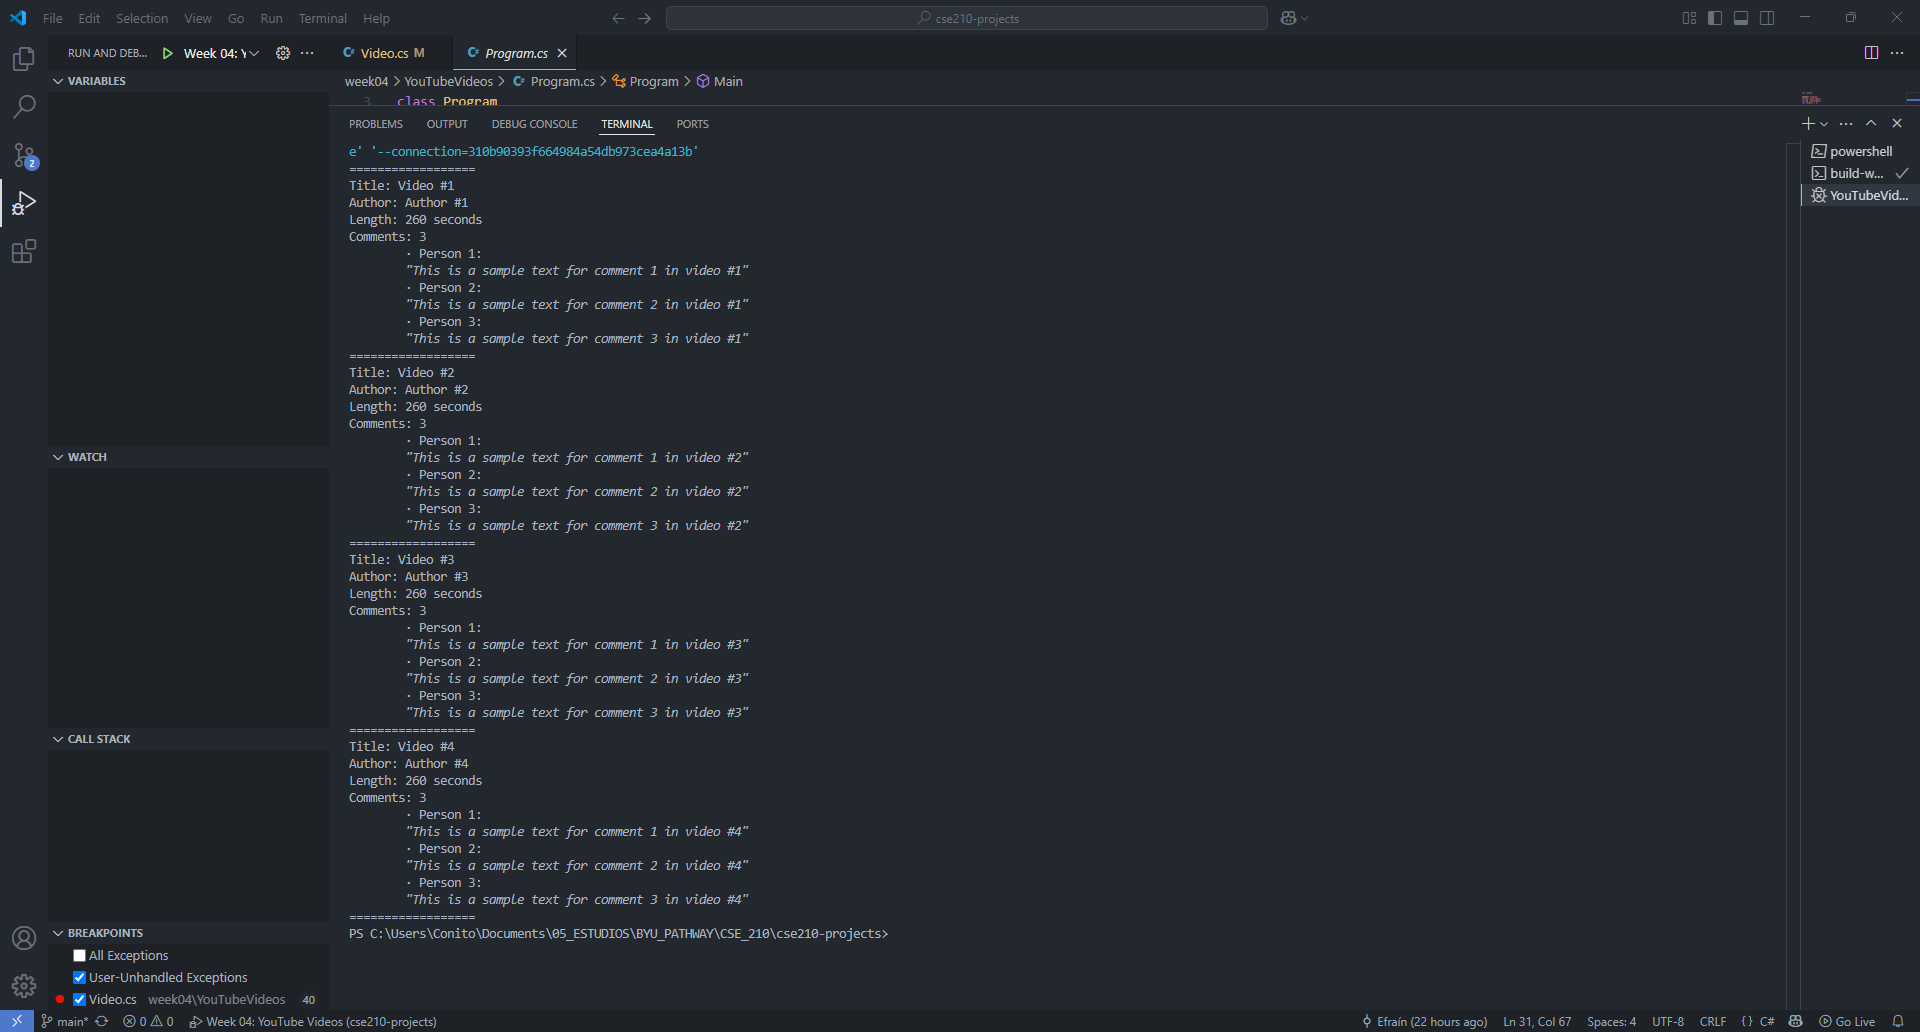 File Edit Selection View Go Run Terminal Help
cse210-projects
RUN AND DEB... Week 04: Y
Video.cs M
Program.cs
VARIABLES
week04 > YouTubeVideos > Program.cs > Program > Main
3 class Program
PROBLEMS OUTPUT DEBUG CONSOLE TERMINAL PORTS
e' '--connection=310b90393f664984a54db973cea4a13b'
==================
Title: Video #1
Author: Author #1
Length: 260 seconds
Comments: 3
· Person 1:
"This is a sample text for comment 1 in video #1"
· Person 2:
"This is a sample text for comment 2 in video #1"
· Person 3:
"This is a sample text for comment 3 in video #1"
==================
Title: Video #2
Author: Author #2
Length: 260 seconds
Comments: 3
· Person 1:
"This is a sample text for comment 1 in video #2"
· Person 2:
"This is a sample text for comment 2 in video #2"
· Person 3:
"This is a sample text for comment 3 in video #2"
==================
Title: Video #3
Author: Author #3
Length: 260 seconds
Comments: 3
· Person 1:
"This is a sample text for comment 1 in video #3"
· Person 2:
"This is a sample text for comment 2 in video #3"
· Person 3:
"This is a sample text for comment 3 in video #3"
==================
Title: Video #4
Author: Author #4
Length: 260 seconds
Comments: 3
· Person 1:
"This is a sample text for comment 1 in video #4"
· Person 2:
"This is a sample text for comment 2 in video #4"
· Person 3:
"This is a sample text for comment 3 in video #4"
==================
PS C:\Users\Conito\Documents\05_ESTUDIOS\BYU_PATHWAY\CSE_210\cse210-projects>
powershell
build-w...
YouTubeVid...
WATCH
CALL STACK
BREAKPOINTS
All Exceptions
User-Unhandled Exceptions
Video.cs week04\YouTubeVideos 40
2
main* 0 0 Week 04: YouTube Videos (cse210-projects)
Efraín (22 hours ago) Ln 31, Col 67 Spaces: 4 UTF-8 CRLF {} C# Go Live